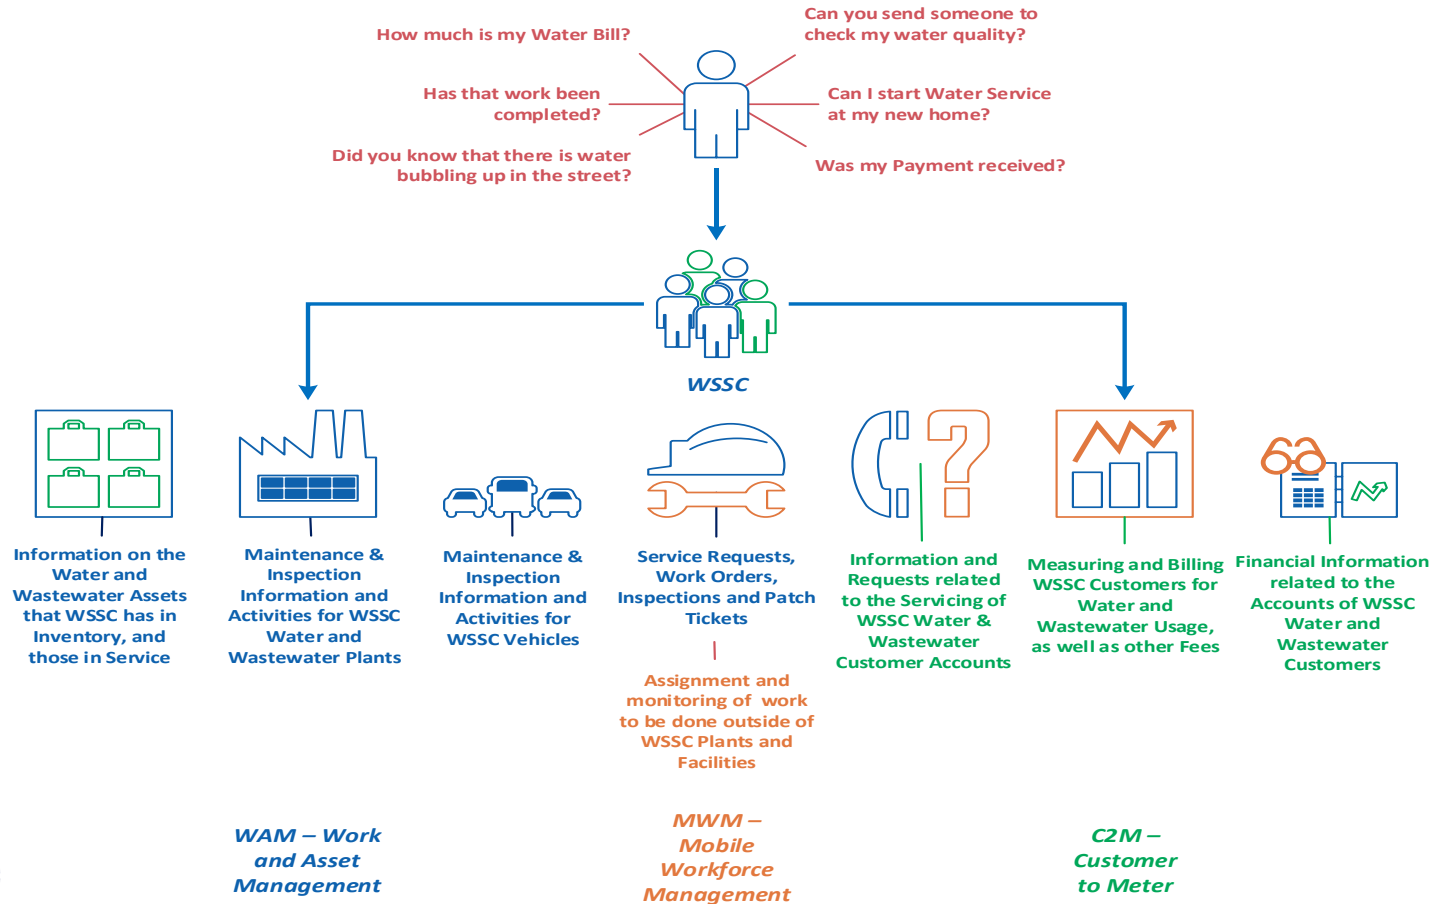 How much is my Water Bill?
Can you send someone to
check my water quality?
Has that work been
completed?
Can I start Water Service
at my new home?
Did you know that there is water
bubbling up in the street?
Was my Payment received?
WSSC
Information on the
Water and
Wastewater Assets
that WSSC has in
Inventory, and
those in Service
Maintenance &
Inspection
Information and
Activities for WSSC
Water and
Wastewater Plants
Maintenance &
Inspection
Information and
Activities for
WSSC Vehicles
Service Requests,
Work Orders,
Inspections and Patch
Tickets
Assignment and
monitoring of work
to be done outside of
WSSC Plants and
Facilities
Information and
Requests related
to the Servicing of
WSSC Water &
Wastewater
Customer Accounts
Measuring and Billing
WSSC Customers for
Water and
Wastewater Usage,
as well as other Fees
Financial Information
related to the
Accounts of WSSC
Water and
Wastewater
Customers
WAM – Work
and Asset
Management
MWM –
Mobile
Workforce
Management
C2M –
Customer
to Meter